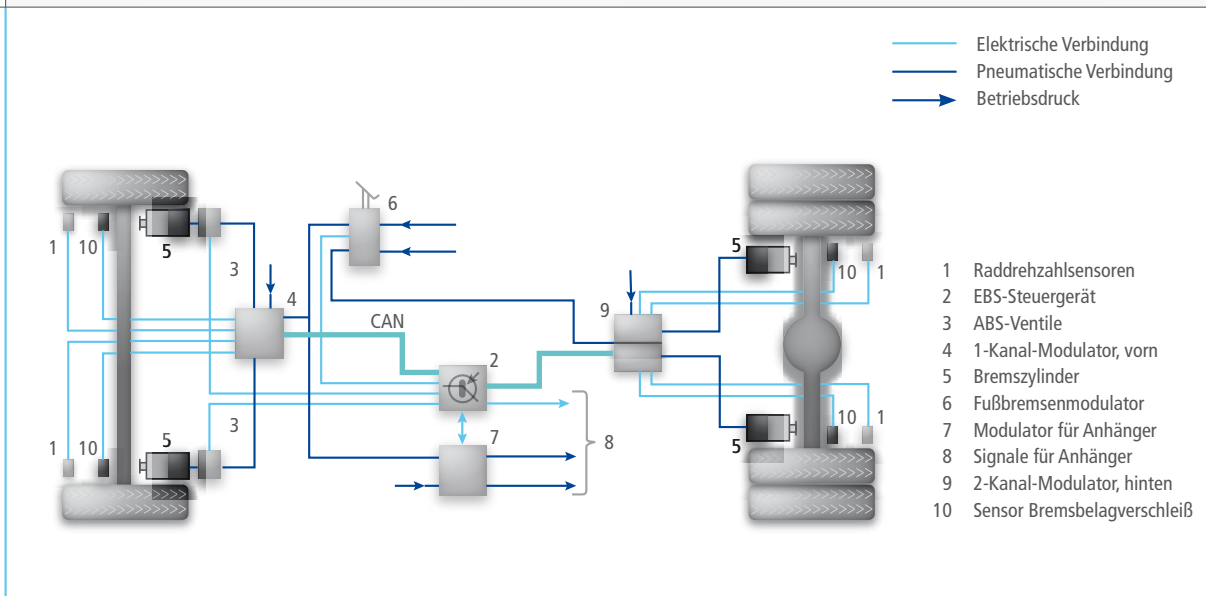 Elektrische Verbindung
Pneumatische Verbindung
Betriebsdruck
6
1
10
5
3
4
CAN
2
3
5
1
10
7
8
5
10
1
9
10
1
5
1 Raddrehzahlsensoren
2 EBS-Steuergerät
3 ABS-Ventile
4 1-Kanal-Modulator, vorn
5 Bremszylinder
6 Fußbremsenmodulator
7 Modulator für Anhänger
8 Signale für Anhänger
9 2-Kanal-Modulator, hinten
10 Sensor Bremsbelagverschleiß